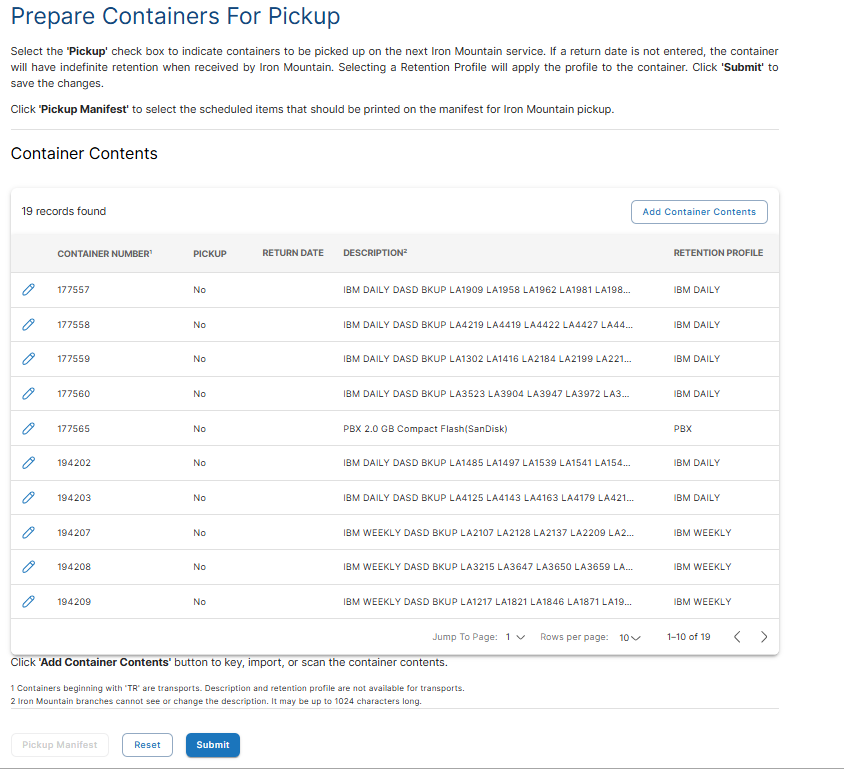 Prepare Containers For Pickup
Select the 'Pickup' check box to indicate containers to be picked up on the next Iron Mountain service. If a return date is not entered, the container
will have indefinite retention when received by Iron Mountain. Selecting a Retention Profile will apply the profile to the container. Click 'Submit' to
save the changes.
Click 'Pickup Manifest' to select the scheduled items that should be printed on the manifest for Iron Mountain pickup.
Container Contents
19 records found Add Container Contents
CONTAINER NUMBER¹ PICKUP RETURN DATE DESCRIPTION² RETENTION PROFILE
177557 No IBM DAILY DASD BKUP LA1909 LA1958 LA1962 LA1981 LA198... IBM DAILY
177558 No IBM DAILY DASD BKUP LA4219 LA4419 LA4422 LA4427 LA44... IBM DAILY
177559 No IBM DAILY DASD BKUP LA1302 LA1416 LA2184 LA2199 LA221... IBM DAILY
177560 No IBM DAILY DASD BKUP LA3523 LA3904 LA3947 LA3972 LA3... IBM DAILY
177565 No PBX 2.0 GB Compact Flash(SanDisk) PBX
194202 No IBM DAILY DASD BKUP LA1485 LA1497 LA1539 LA1541 LA154... IBM DAILY
194203 No IBM DAILY DASD BKUP LA4125 LA4143 LA4163 LA4179 LA421... IBM DAILY
194207 No IBM WEEKLY DASD BKUP LA2107 LA2128 LA2137 LA2209 LA2... IBM WEEKLY
194208 No IBM WEEKLY DASD BKUP LA3215 LA3647 LA3650 LA3659 LA... IBM WEEKLY
194209 No IBM WEEKLY DASD BKUP LA1217 LA1821 LA1846 LA1871 LA19... IBM WEEKLY
Jump To Page: 1 Rows per page: 10 1–10 of 19
Click 'Add Container Contents' button to key, import, or scan the container contents.
1 Containers beginning with 'TR' are transports. Description and retention profile are not available for transports.
2 Iron Mountain branches cannot see or change the description. It may be up to 1024 characters long.
Pickup Manifest Reset Submit